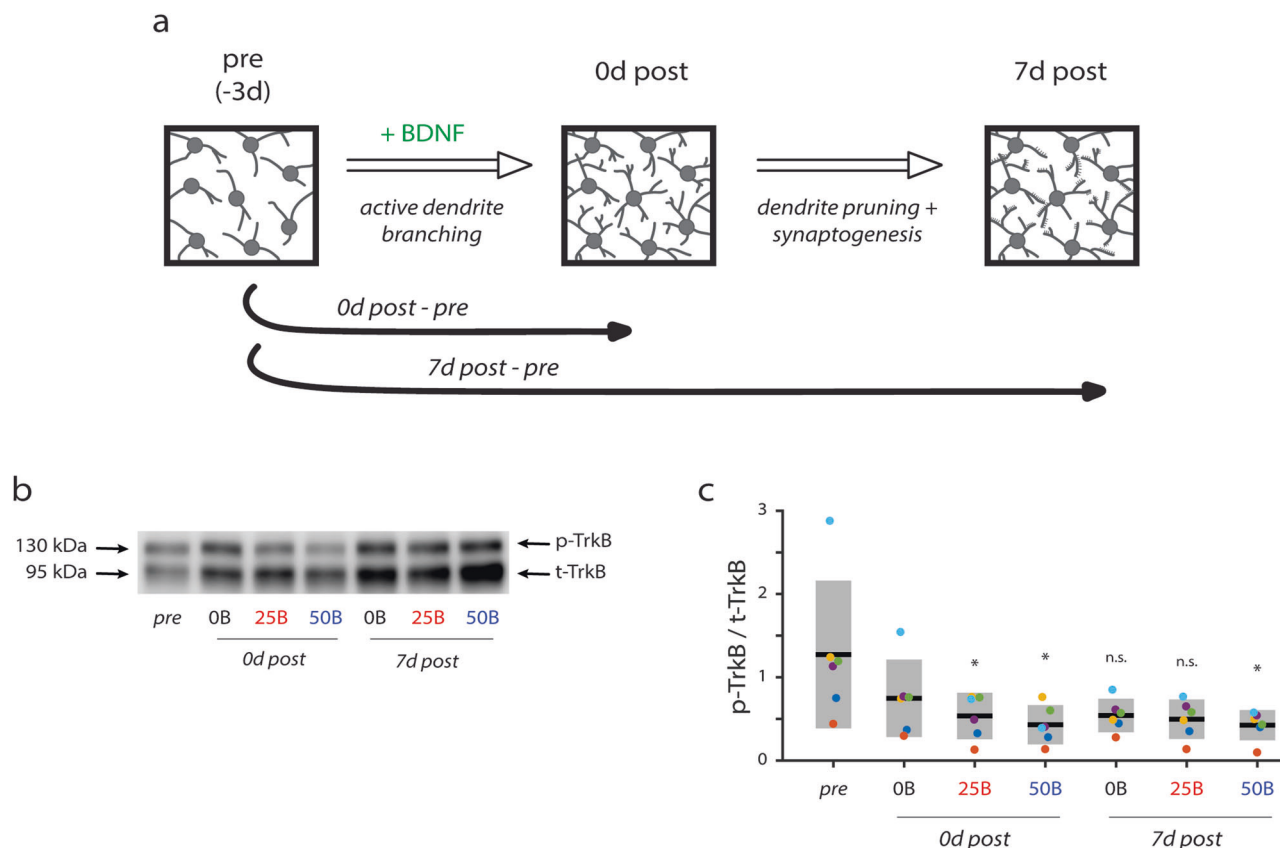 a
pre
(-3d)
0d post
7d post
+ BDNF
active dendrite
branching
dendrite pruning +
synaptogenesis
0d post - pre
7d post - pre
b
130 kDa
95 kDa
p-TrkB
t-TrkB
pre 0B 25B 50B 0B 25B 50B
0d post 7d post
c
p-TrkB / t-TrkB
3
2
1
0
* * n.s. n.s. *
pre 0B 25B 50B 0B 25B 50B
0d post 7d post